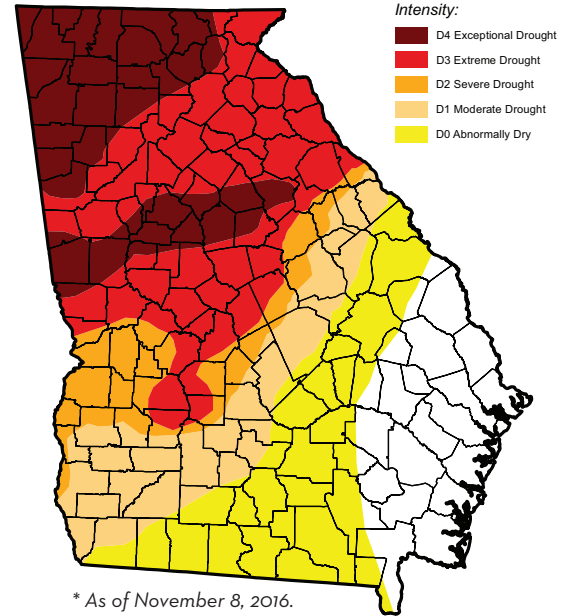 Intensity:
D4 Exceptional Drought
D3 Extreme Drought
D2 Severe Drought
D1 Moderate Drought
D0 Abnormally Dry
* As of November 8, 2016.